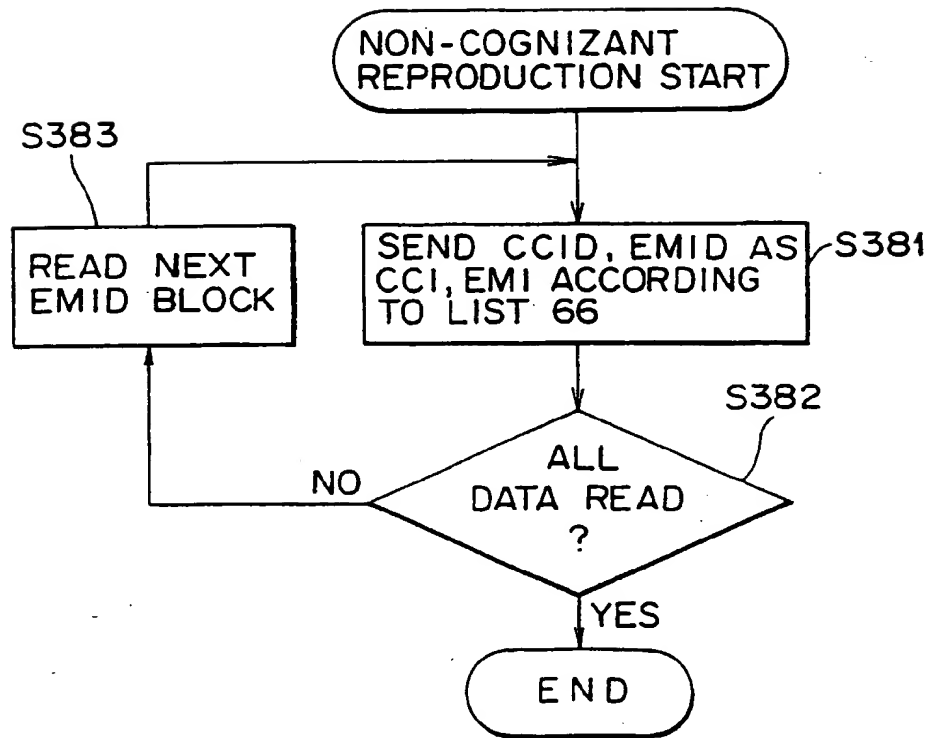 NON-COGNIZANT
REPRODUCTION START
S383
READ NEXT
EMID BLOCK
SEND CCID, EMID AS
CCI, EMI ACCORDING
TO LIST 66
S381
S382
ALL
DATA READ
?
NO
YES
END